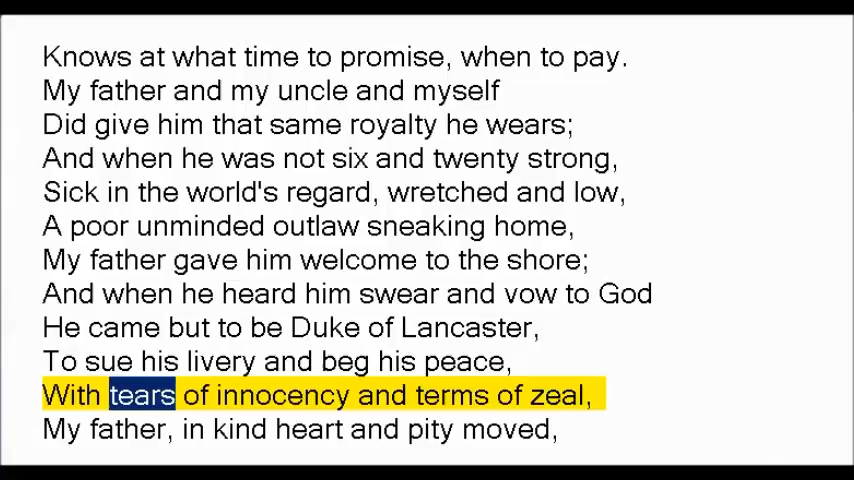 Knows at what time to promise, when to pay.
My father and my uncle and myself
Did give him that same royalty he wears;
And when he was not six and twenty strong,
Sick in the world's regard, wretched and low,
A poor unminded outlaw sneaking home,
My father gave him welcome to the shore;
And when he heard him swear and vow to God
He came but to be Duke of Lancaster,
To sue his livery and beg his peace,
With tears of innocency and terms of zeal,
My father, in kind heart and pity moved,